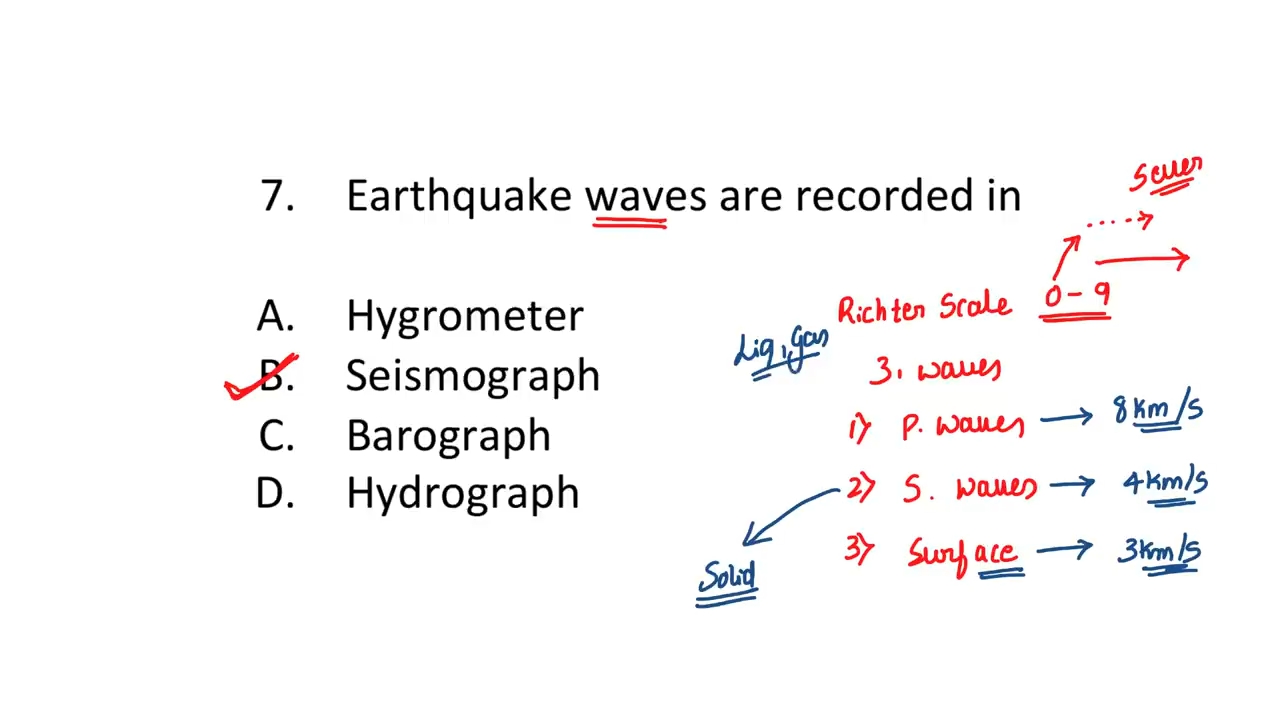 7. Earthquake waves are recorded in
A. Hygrometer
B. Seismograph
C. Barograph
D. Hydrograph
Richter Scale 0-9
Liq, gas
3. waves
1) P. waves → 8km/s
2) S. waves → 4km/s
Solid
3) Surface → 3km/s